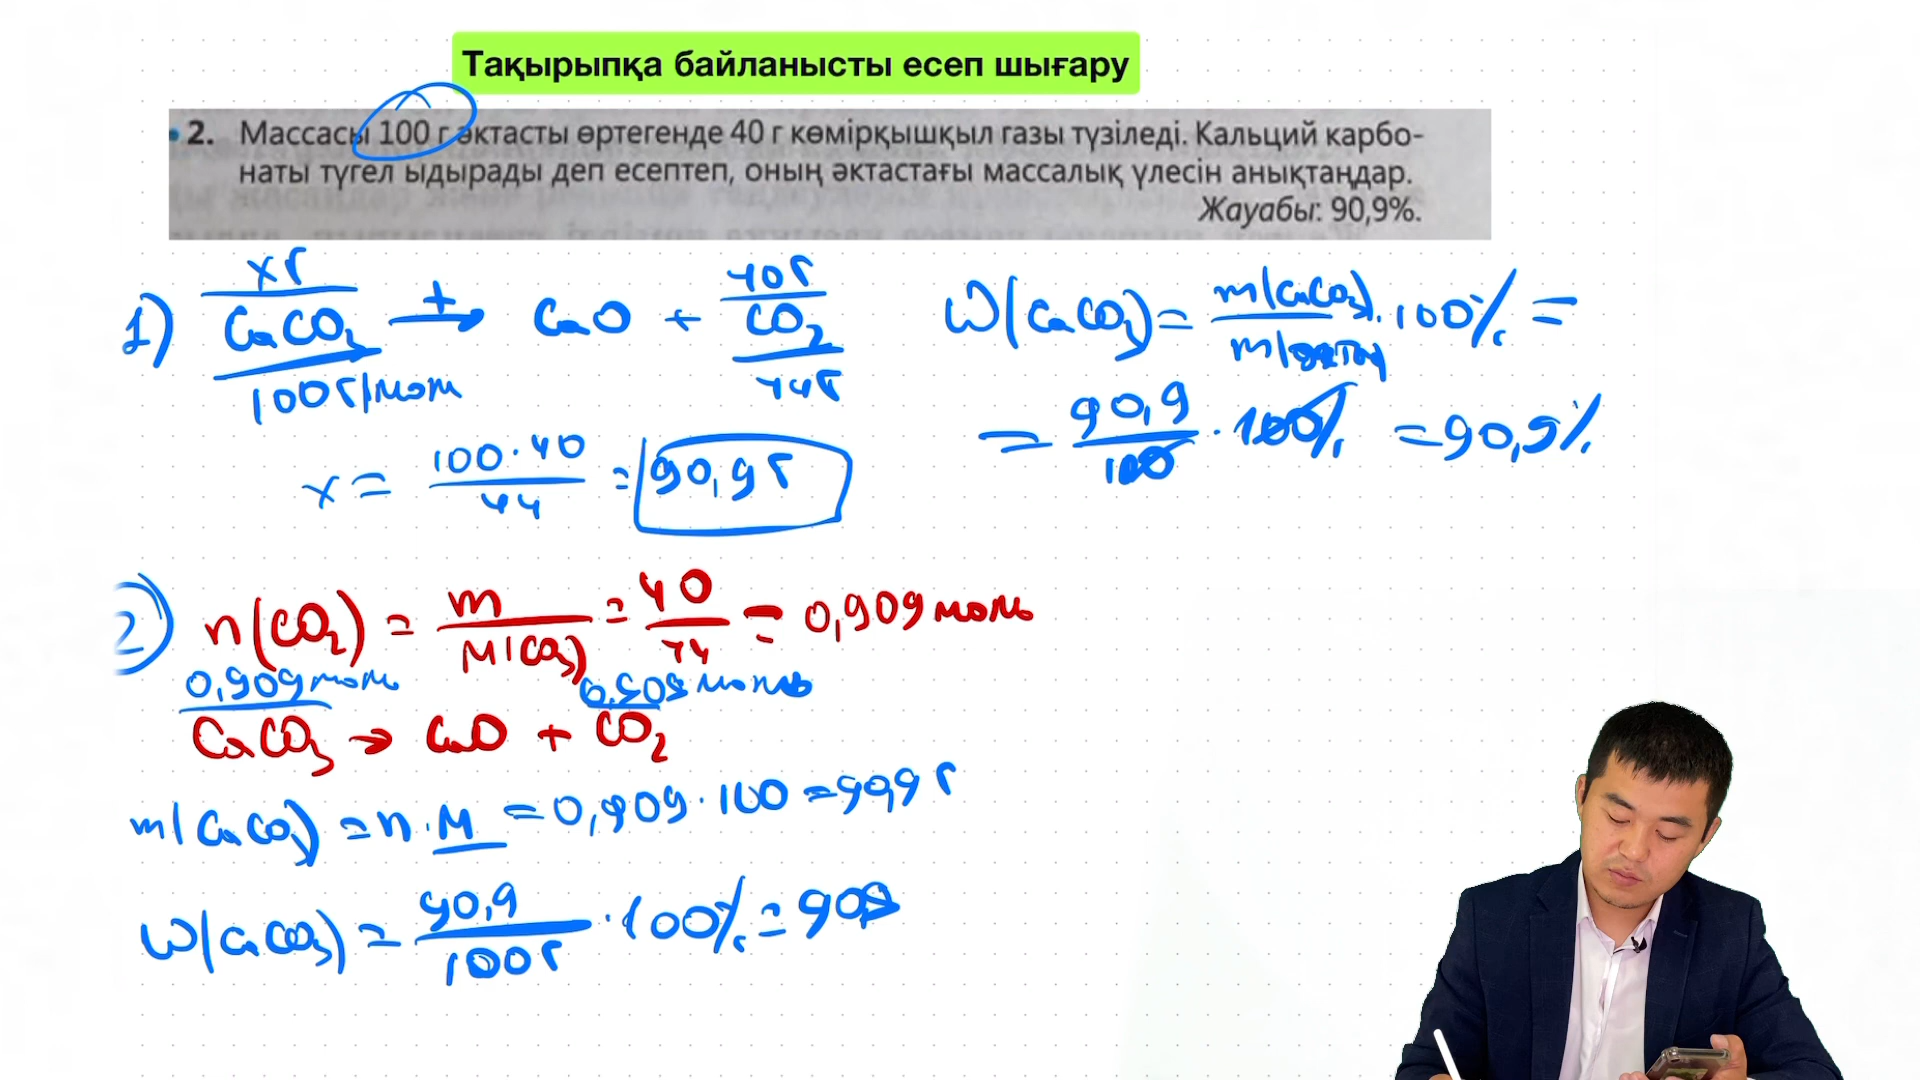 Тақырыпқа байланысты есеп шығару
2. Массасы 100 г әктасты өртегенде 40 г көмірқышқыл газы түзіледі. Кальций карбо-
наты түгел ыдырады деп есептеп, оның әктастағы массалық үлесін анықтаңдар.
Жауабы: 90,9%.
xг 40г
1) CaCO3 → CaO + CO2
100г/моль 44г
x = 100·40 / 44 = 90,9г
W(CaCO3) = m(CaCO3) / m(әктас) · 100% =
= 90,9 / 100 · 100% = 90,9%
2) n(CO2) = m / M(CO2) = 40 / 44 = 0,909 моль
0,909 моль 0,909 моль
CaCO3 → CaO + CO2
m(CaCO3) = n · M = 0,909 · 100 = 90,9 г
W(CaCO3) = 90,9 / 100г · 100% = 90,9